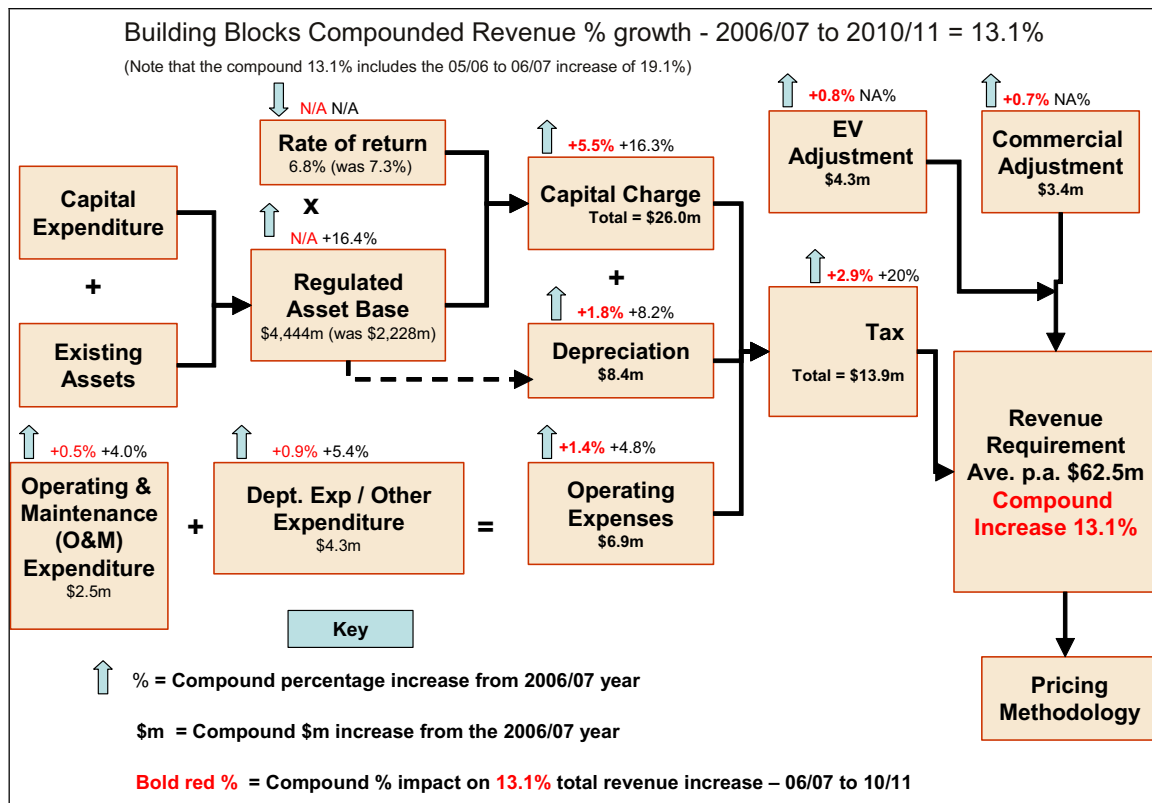 Building Blocks Compounded Revenue % growth - 2006/07 to 2010/11 = 13.1%
(Note that the compound 13.1% includes the 05/06 to 06/07 increase of 19.1%)
N/A N/A
Rate of return
6.8% (was 7.3%)
X
N/A +16.4%
Regulated
Asset Base
$4,444m (was $2,228m)
Capital
Expenditure
+
Existing
Assets
+5.5% +16.3%
Capital Charge
Total = $26.0m
+
+1.8% +8.2%
Depreciation
$8.4m
+0.8% NA%
EV
Adjustment
$4.3m
+0.7% NA%
Commercial
Adjustment
$3.4m
+2.9% +20%
Tax
Total = $13.9m
+0.5% +4.0%
Operating &
Maintenance
(O&M)
Expenditure
$2.5m
+
+0.9% +5.4%
Dept. Exp / Other
Expenditure
$4.3m
=
+1.4% +4.8%
Operating
Expenses
$6.9m
Revenue
Requirement
Ave. p.a. $62.5m
Compound
Increase 13.1%
Pricing
Methodology
Key
% = Compound percentage increase from 2006/07 year
$m = Compound $m increase from the 2006/07 year
Bold red % = Compound % impact on 13.1% total revenue increase – 06/07 to 10/11